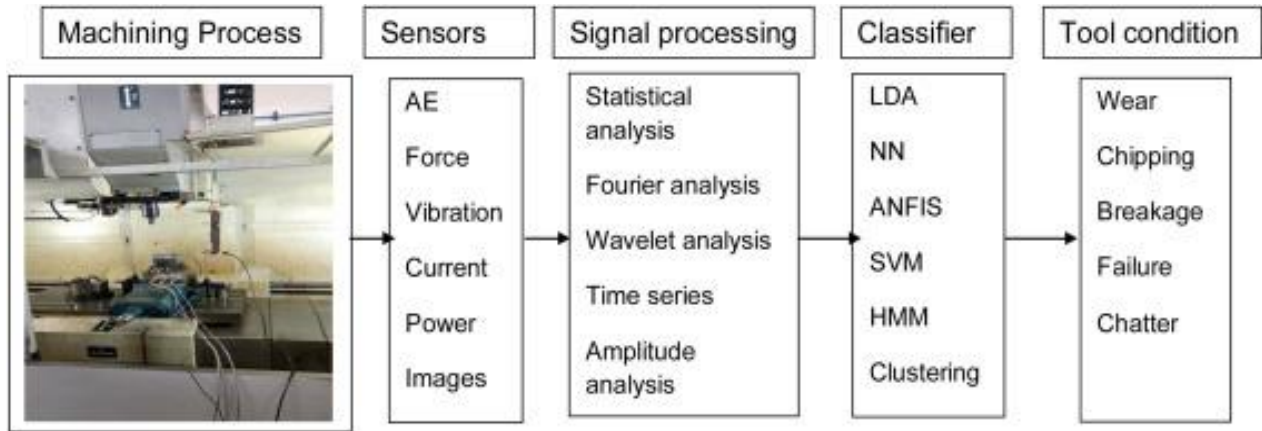 Machining Process
Sensors
Signal processing
Classifier
Tool condition
AE
Force
Vibration
Current
Power
Images
Statistical
analysis
Fourier analysis
Wavelet analysis
Time series
Amplitude
analysis
LDA
NN
ANFIS
SVM
HMM
Clustering
Wear
Chipping
Breakage
Failure
Chatter